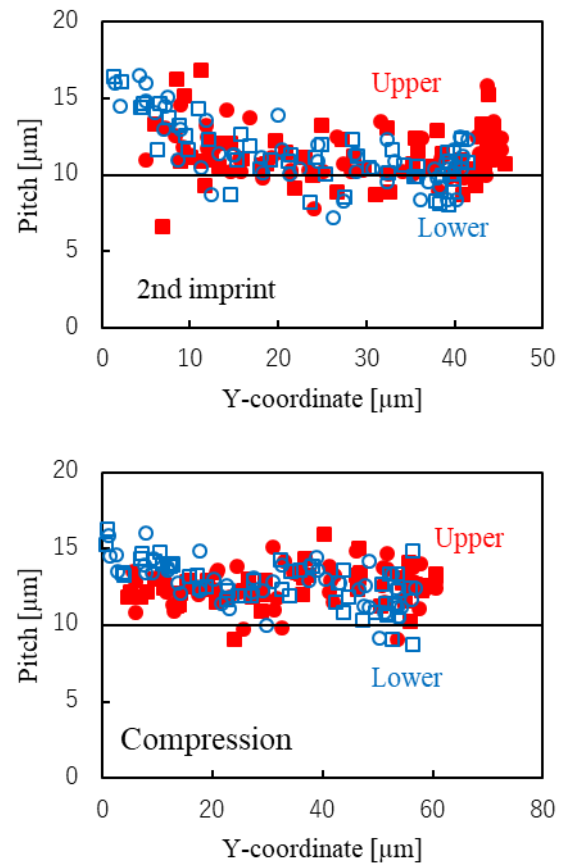 20
15
10
5
0
Pitch [μm]
Upper
Lower
2nd imprint
0 10 20 30 40 50
Y-coordinate [μm]
20
15
10
5
0
Pitch [μm]
Upper
Lower
Compression
0 20 40 60 80
Y-coordinate [μm]